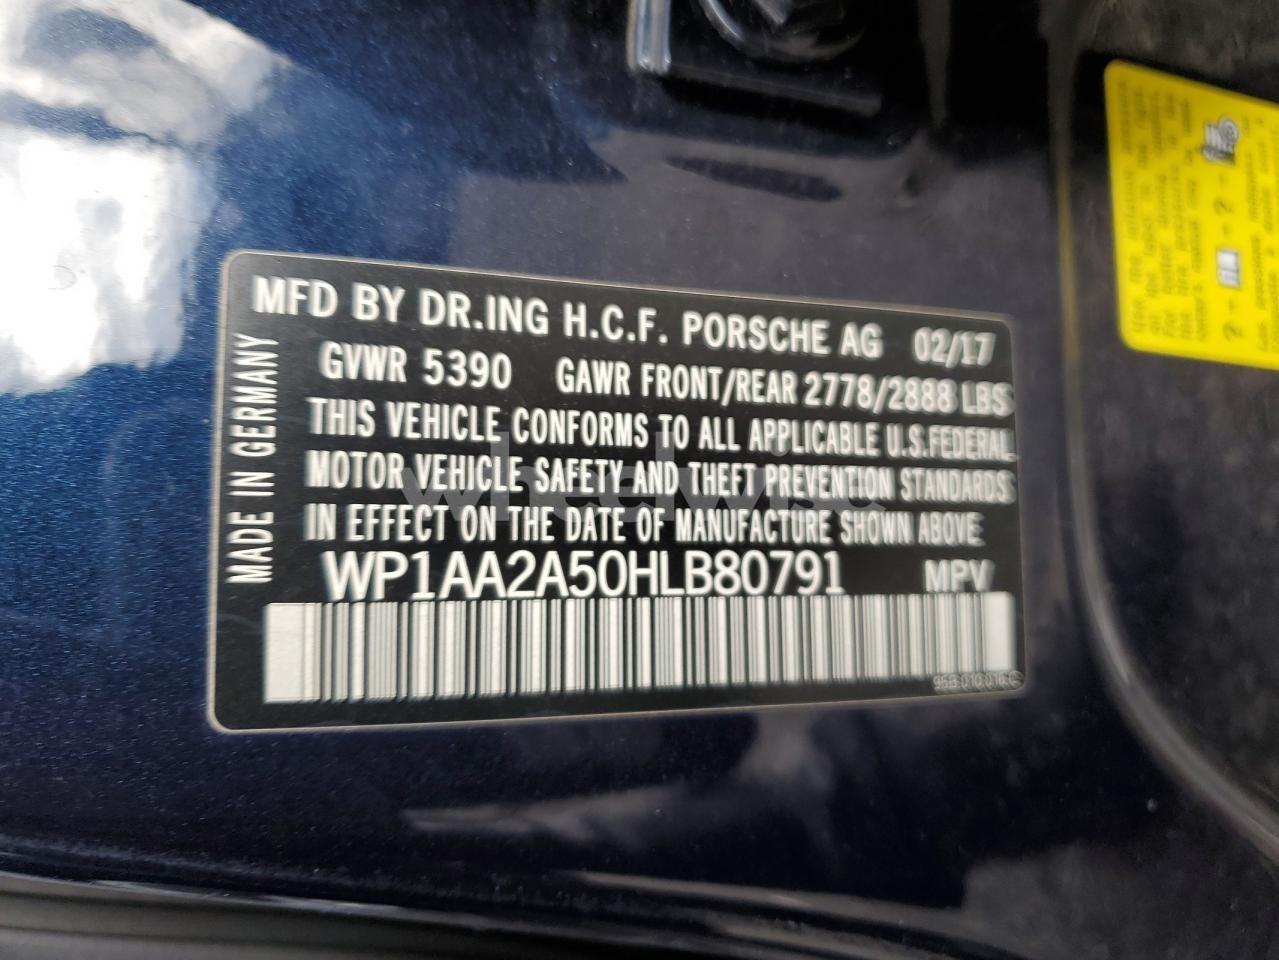 MFD BY DR.ING H.C.F. PORSCHE AG 02/17
GVWR 5390 GAWR FRONT/REAR 2778/2888 LBS
THIS VEHICLE CONFORMS TO ALL APPLICABLE U.S.FEDERAL
MOTOR VEHICLE SAFETY AND THEFT PREVENTION STANDARDS
IN EFFECT ON THE DATE OF MANUFACTURE SHOWN ABOVE
WP1AA2A50HLB80791 MPV
MADE IN GERMANY
wheelwise